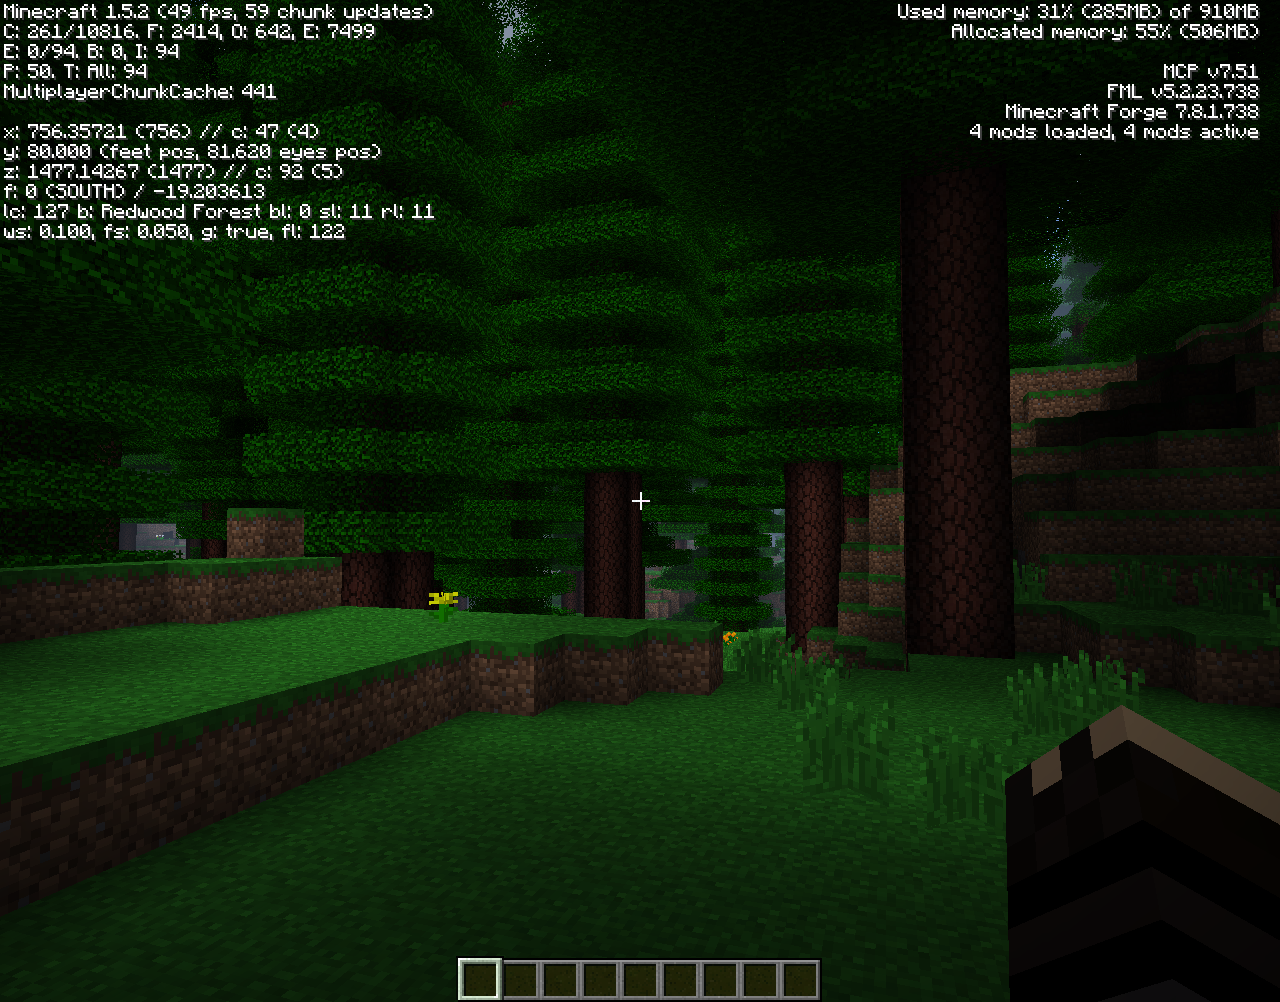 Minecraft 1.5.2 (49 fps, 59 chunk updates)
C: 261/10816. F: 2414, O: 642, E: 7499
E: 0/94. B: 0, I: 94
P: 50. T: All: 94
MultiplayerChunkCache: 441
x: 756.35721 (756) // c: 47 (4)
y: 80.000 (feet pos, 81.620 eyes pos)
z: 1477.14267 (1477) // c: 92 (5)
f: 0 (SOUTH) / -19.203613
lc: 127 b: Redwood Forest bl: 0 sl: 11 rl: 11
ws: 0.100, fs: 0.050, g: true, fl: 122
Used memory: 31% (285MB) of 910MB
Allocated memory: 55% (506MB)
MCP v7.51
FML v5.2.23.738
Minecraft Forge 7.8.1.738
4 mods loaded, 4 mods active